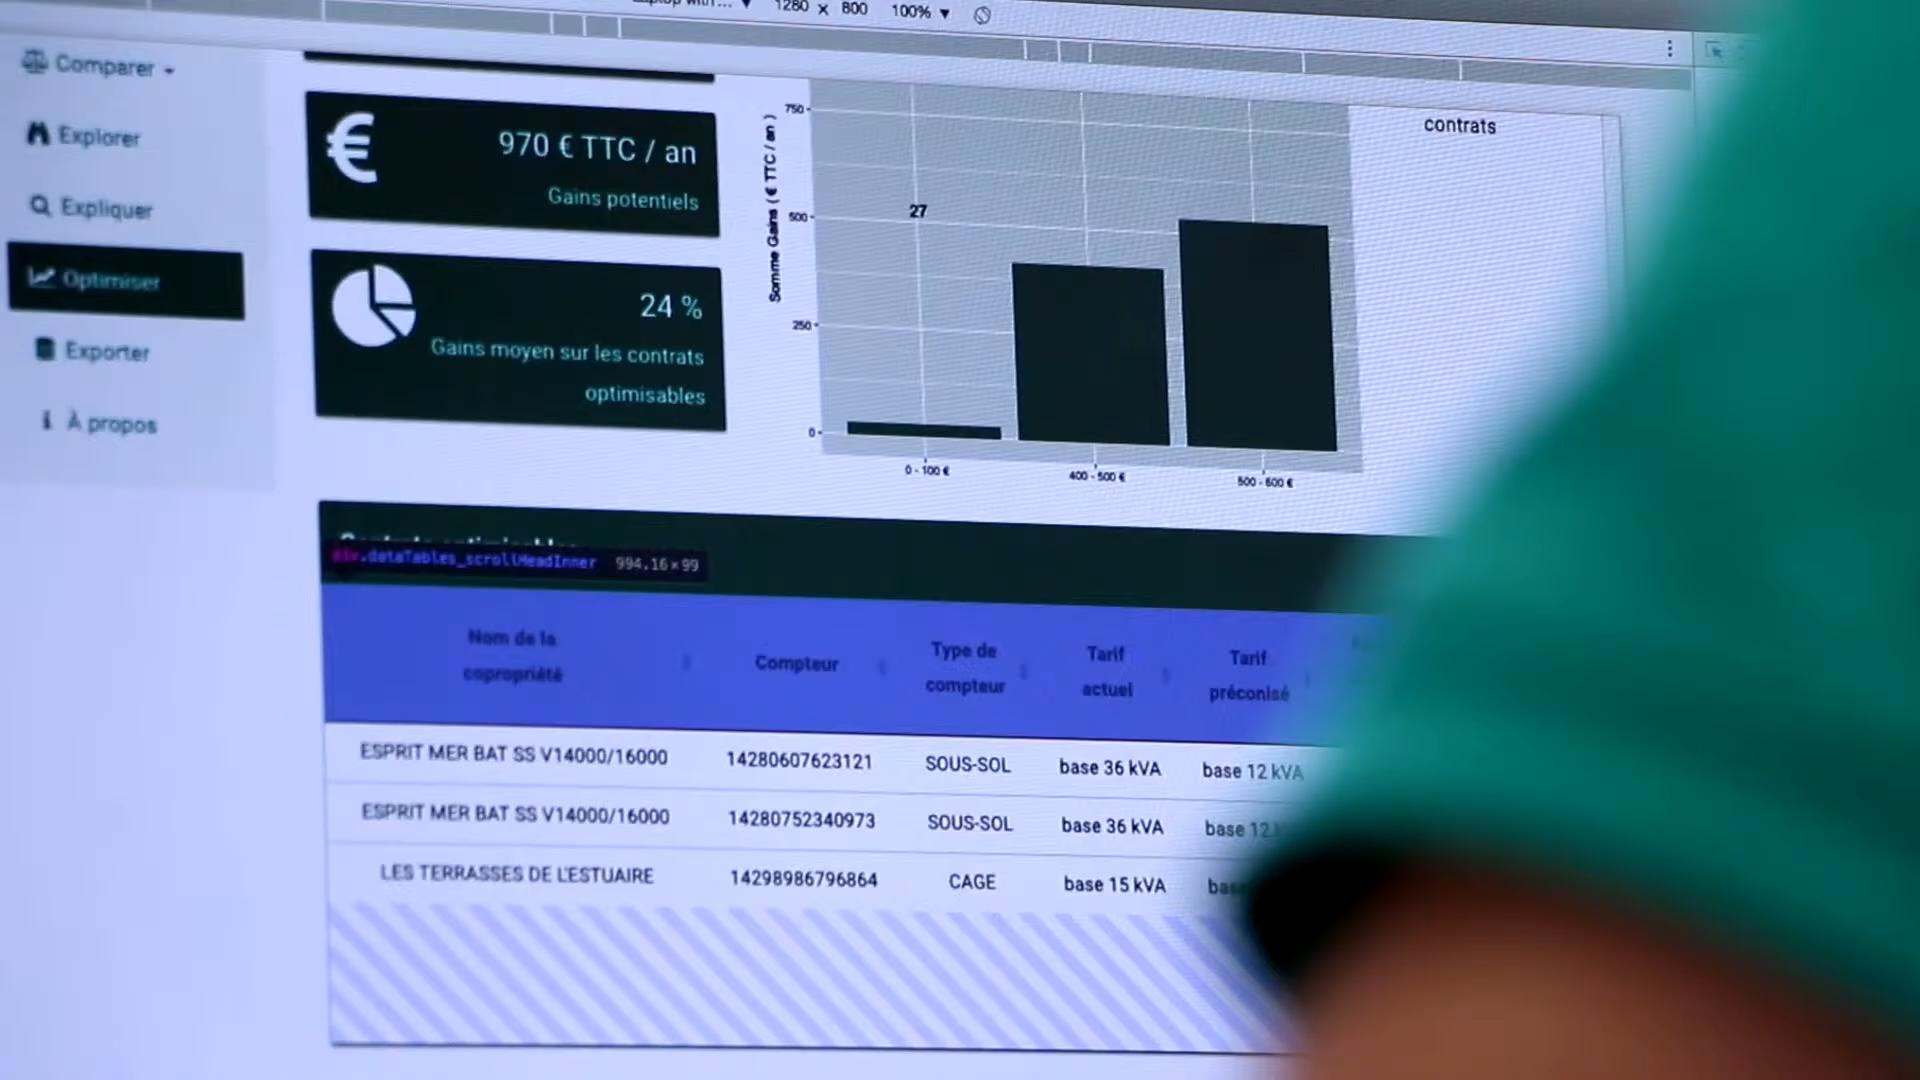 1280 × 800 100%
Comparer
Explorer
Expliquer
Optimiser
Exporter
À propos
970 € TTC / an
Gains potentiels
24 %
Gains moyen sur les contrats
optimisables
Somme Gains ( € TTC / an )
750
500
250
0
27
0 - 100 €
400 - 500 €
500 - 600 €
contrats
div.dataTables_scrollHeadInner 994.16×99
Nom de la
copropriété
Compteur
Type de
compteur
Tarif
actuel
Tarif
préconisé
ESPRIT MER BAT SS V14000/16000 14280607623121 SOUS-SOL base 36 kVA base 12 kVA
ESPRIT MER BAT SS V14000/16000 14280752340973 SOUS-SOL base 36 kVA base 12
LES TERRASSES DE L'ESTUAIRE 14298986796864 CAGE base 15 kVA